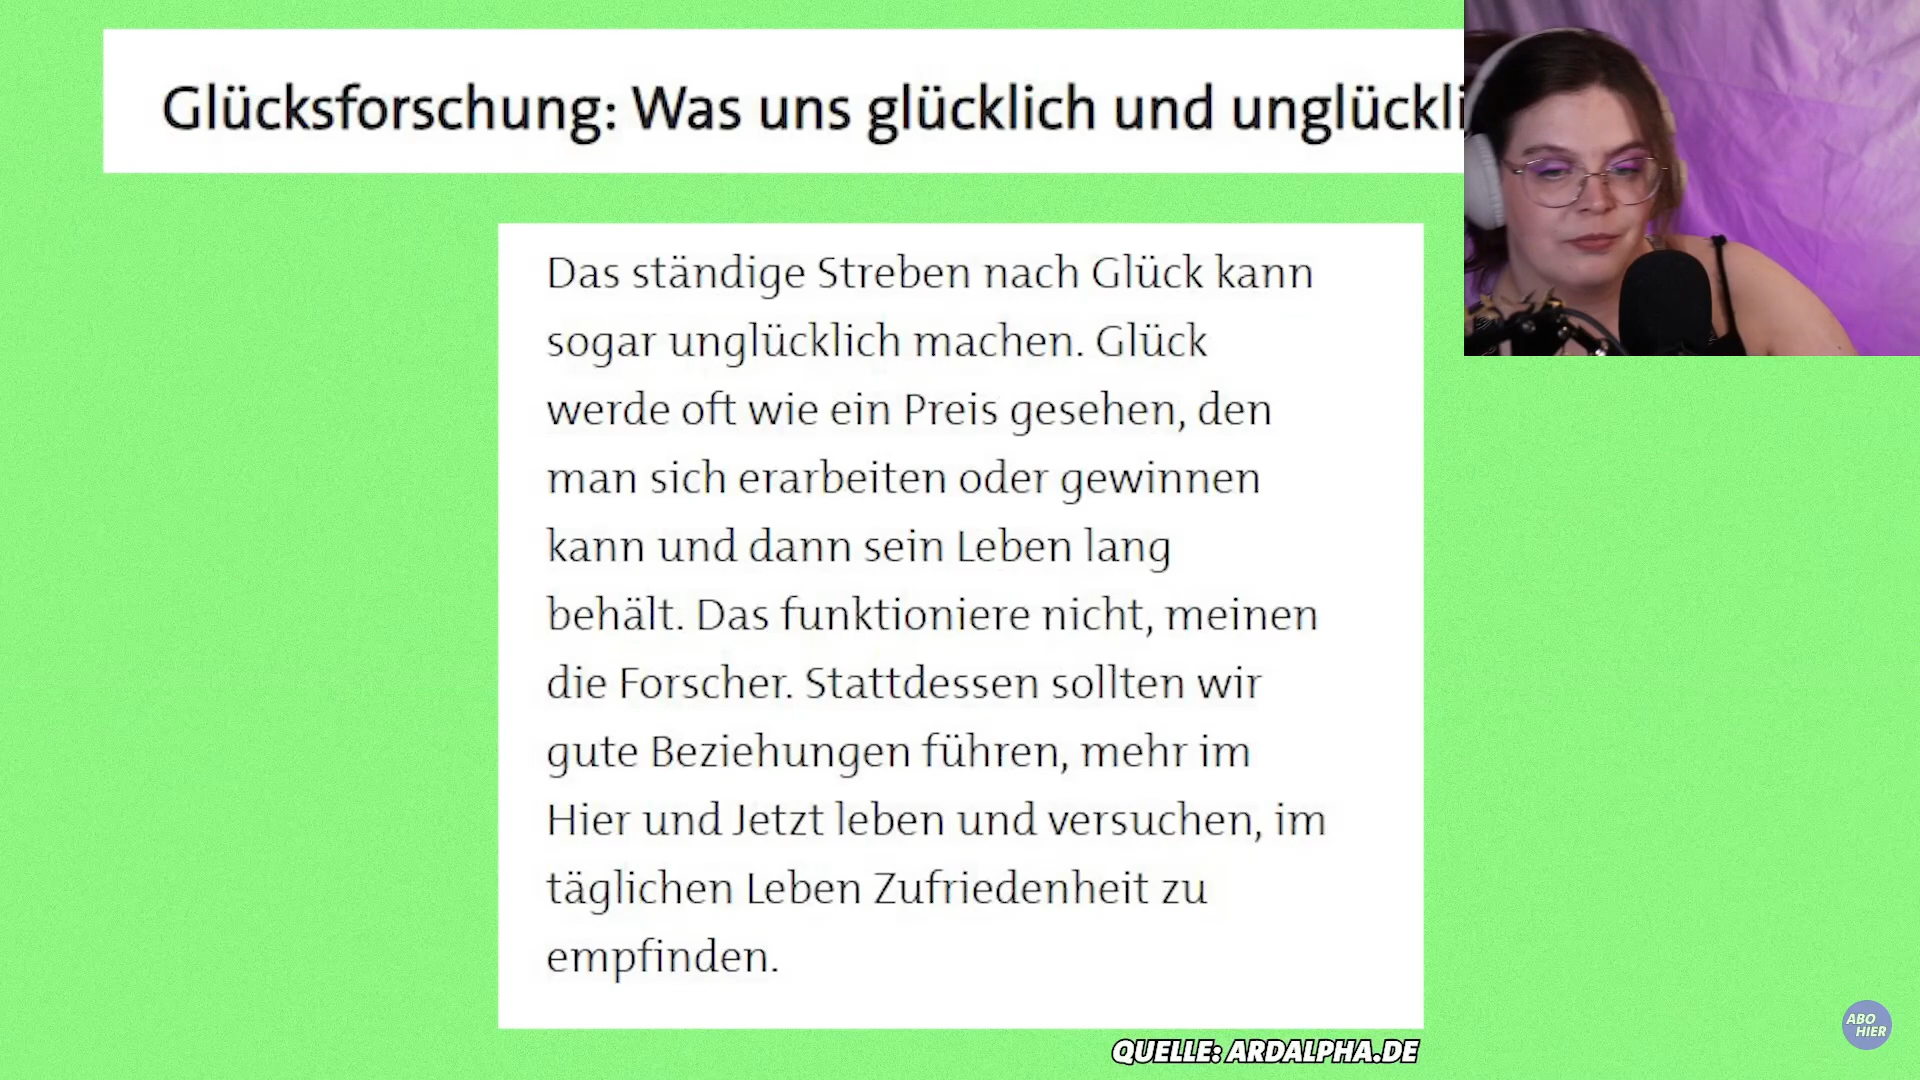 Glücksforschung: Was uns glücklich und
Das ständige Streben nach Glück kann
sogar unglücklich machen. Glück
werde oft wie ein Preis gesehen, den
man sich erarbeiten oder gewinnen
kann und dann sein Leben lang
behält. Das funktioniere nicht, meinen
die Forscher. Stattdessen sollten wir
gute Beziehungen führen, mehr im
Hier und Jetzt leben und versuchen, im
täglichen Leben Zufriedenheit zu
empfinden.
QUELLE: ARDALPHA.DE
ABO
HIER